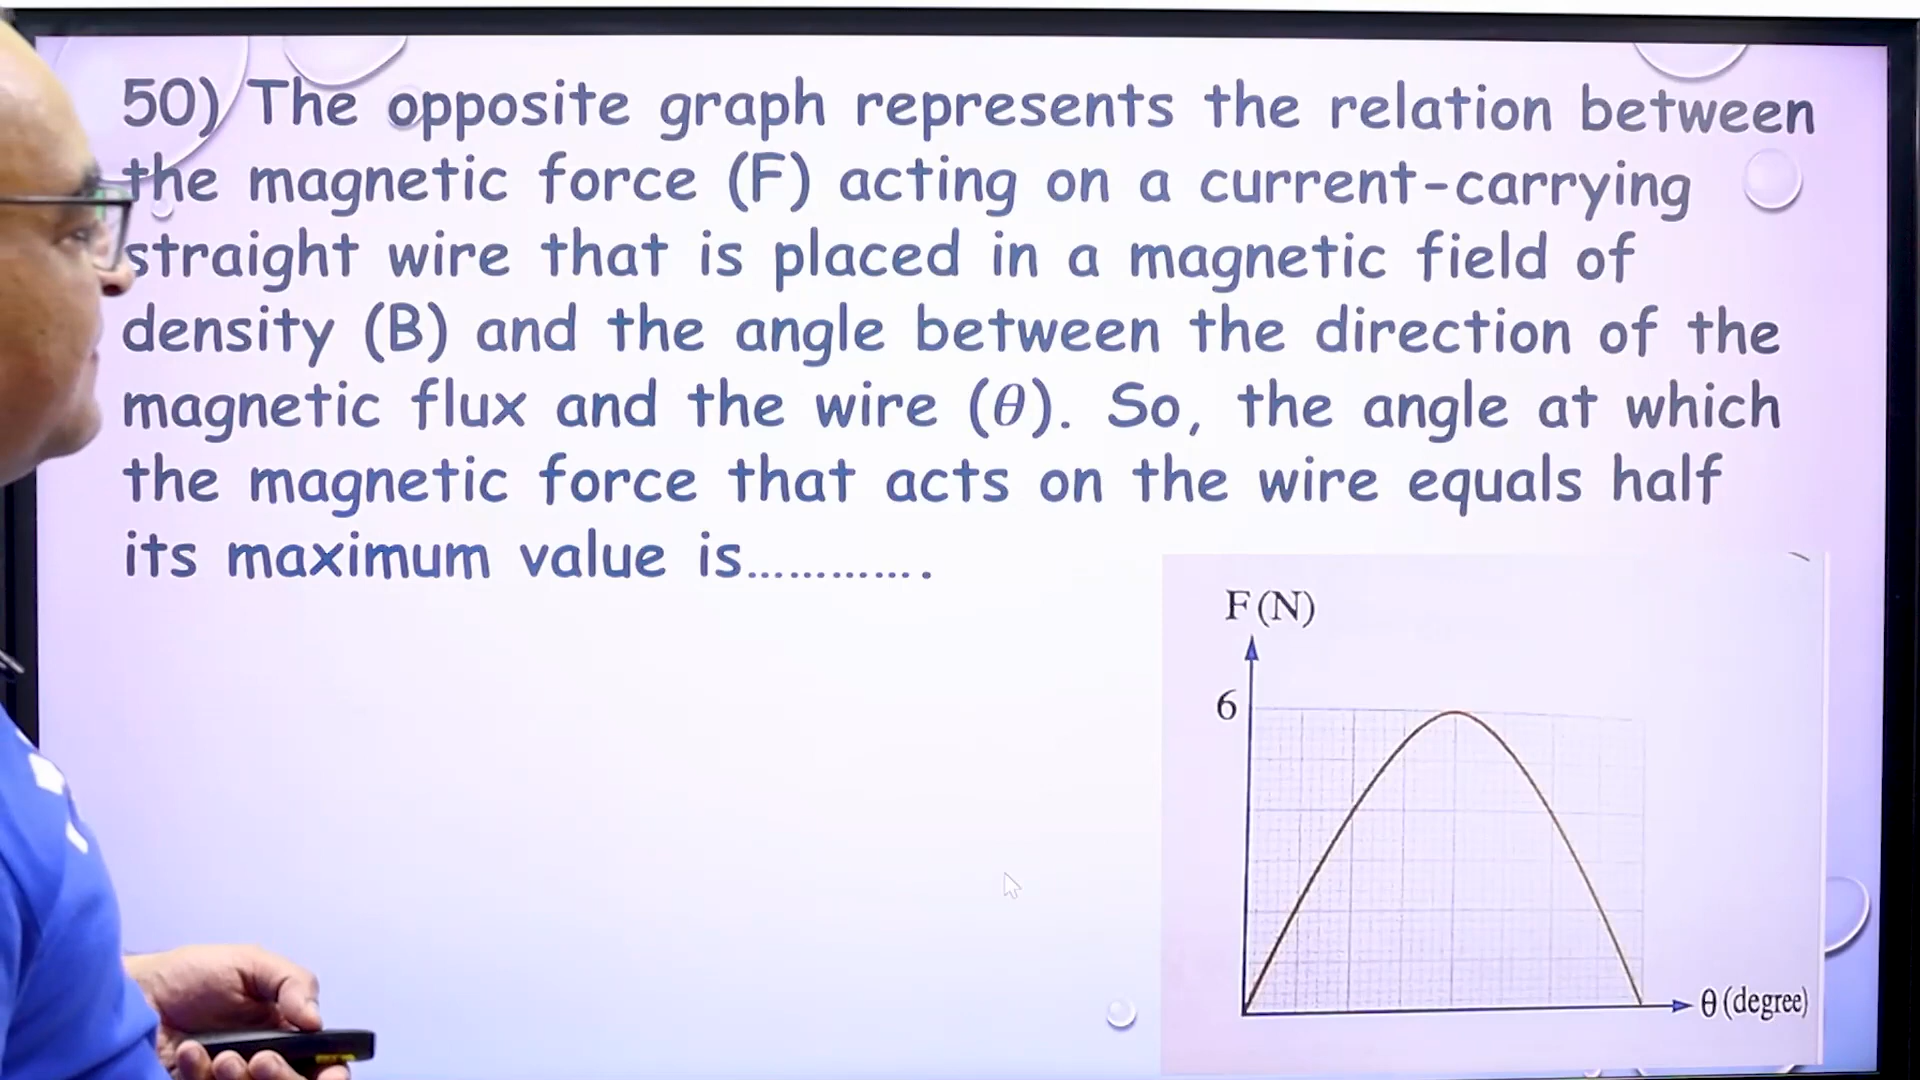 50) The opposite graph represents the relation between
the magnetic force (F) acting on a current-carrying
straight wire that is placed in a magnetic field of
density (B) and the angle between the direction of the
magnetic flux and the wire (θ). So, the angle at which
the magnetic force that acts on the wire equals half
its maximum value is.............
F (N)
6
θ (degree)